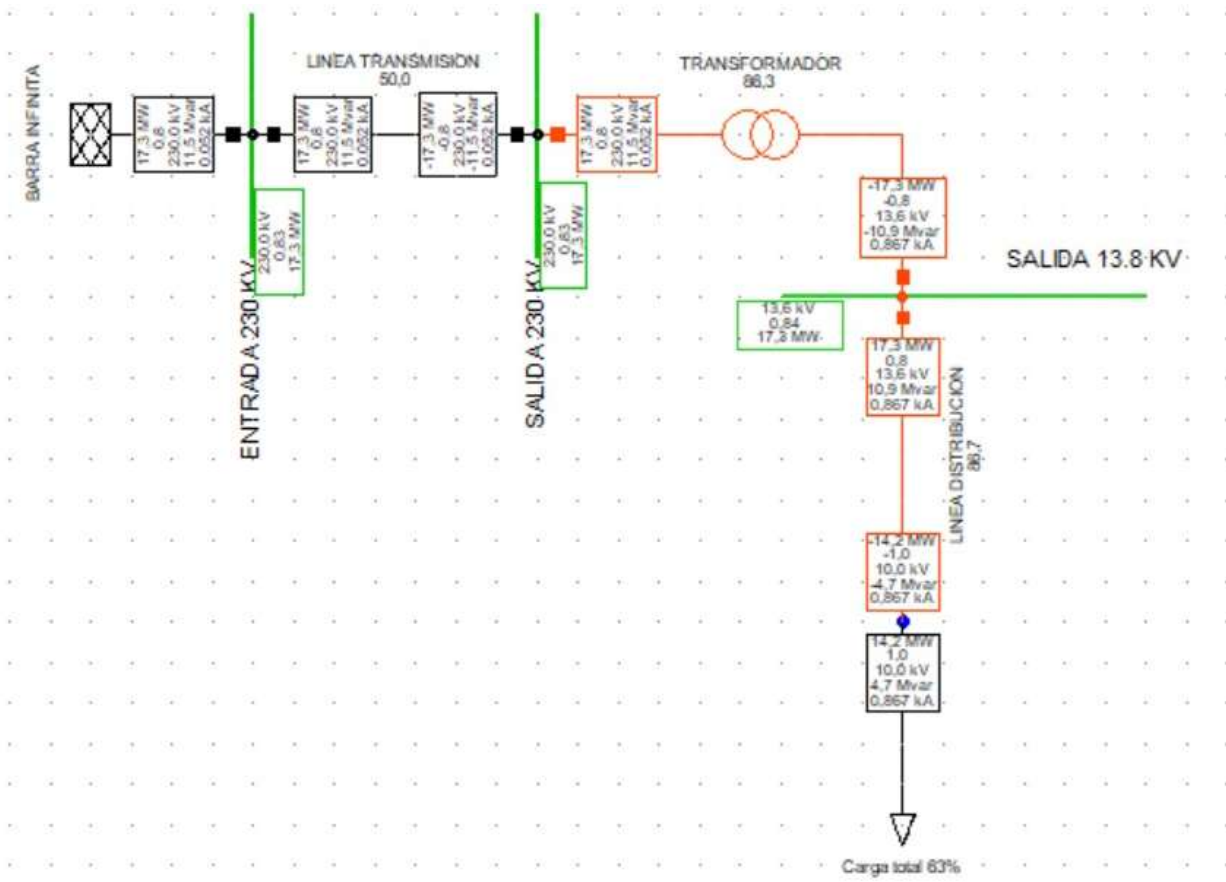 BARRA INFINITA
17,3 MW
0,8
230,0 kV
11,5 Mvar
0,052 kA
ENTRADA 230 KV
230,0 kV
0,83
17,3 MW
LINEA TRANSMISION
50,0
17,3 MW
0,8
230,0 kV
11,5 Mvar
0,052 kA
-17,3 MW
-0,8
230,0 kV
-11,5 Mvar
0,052 kA
SALIDA 230 KV
230,0 kV
0,83
17,3 MW
17,3 MW
0,8
230,0 kV
11,5 Mvar
0,052 kA
TRANSFORMADOR
86,3
-17,3 MW
-0,8
13,6 kV
-10,9 Mvar
0,867 kA
SALIDA 13.8 KV
13,6 kV
0,84
17,3 MW
17,3 MW
0,8
13,6 kV
10,9 Mvar
0,867 kA
LINEA DISTRIBUCION
86,7
-14,2 MW
-1,0
10,0 kV
-4,7 Mvar
0,867 kA
14,2 MW
1,0
10,0 kV
4,7 Mvar
0,867 kA
Carga total 63%